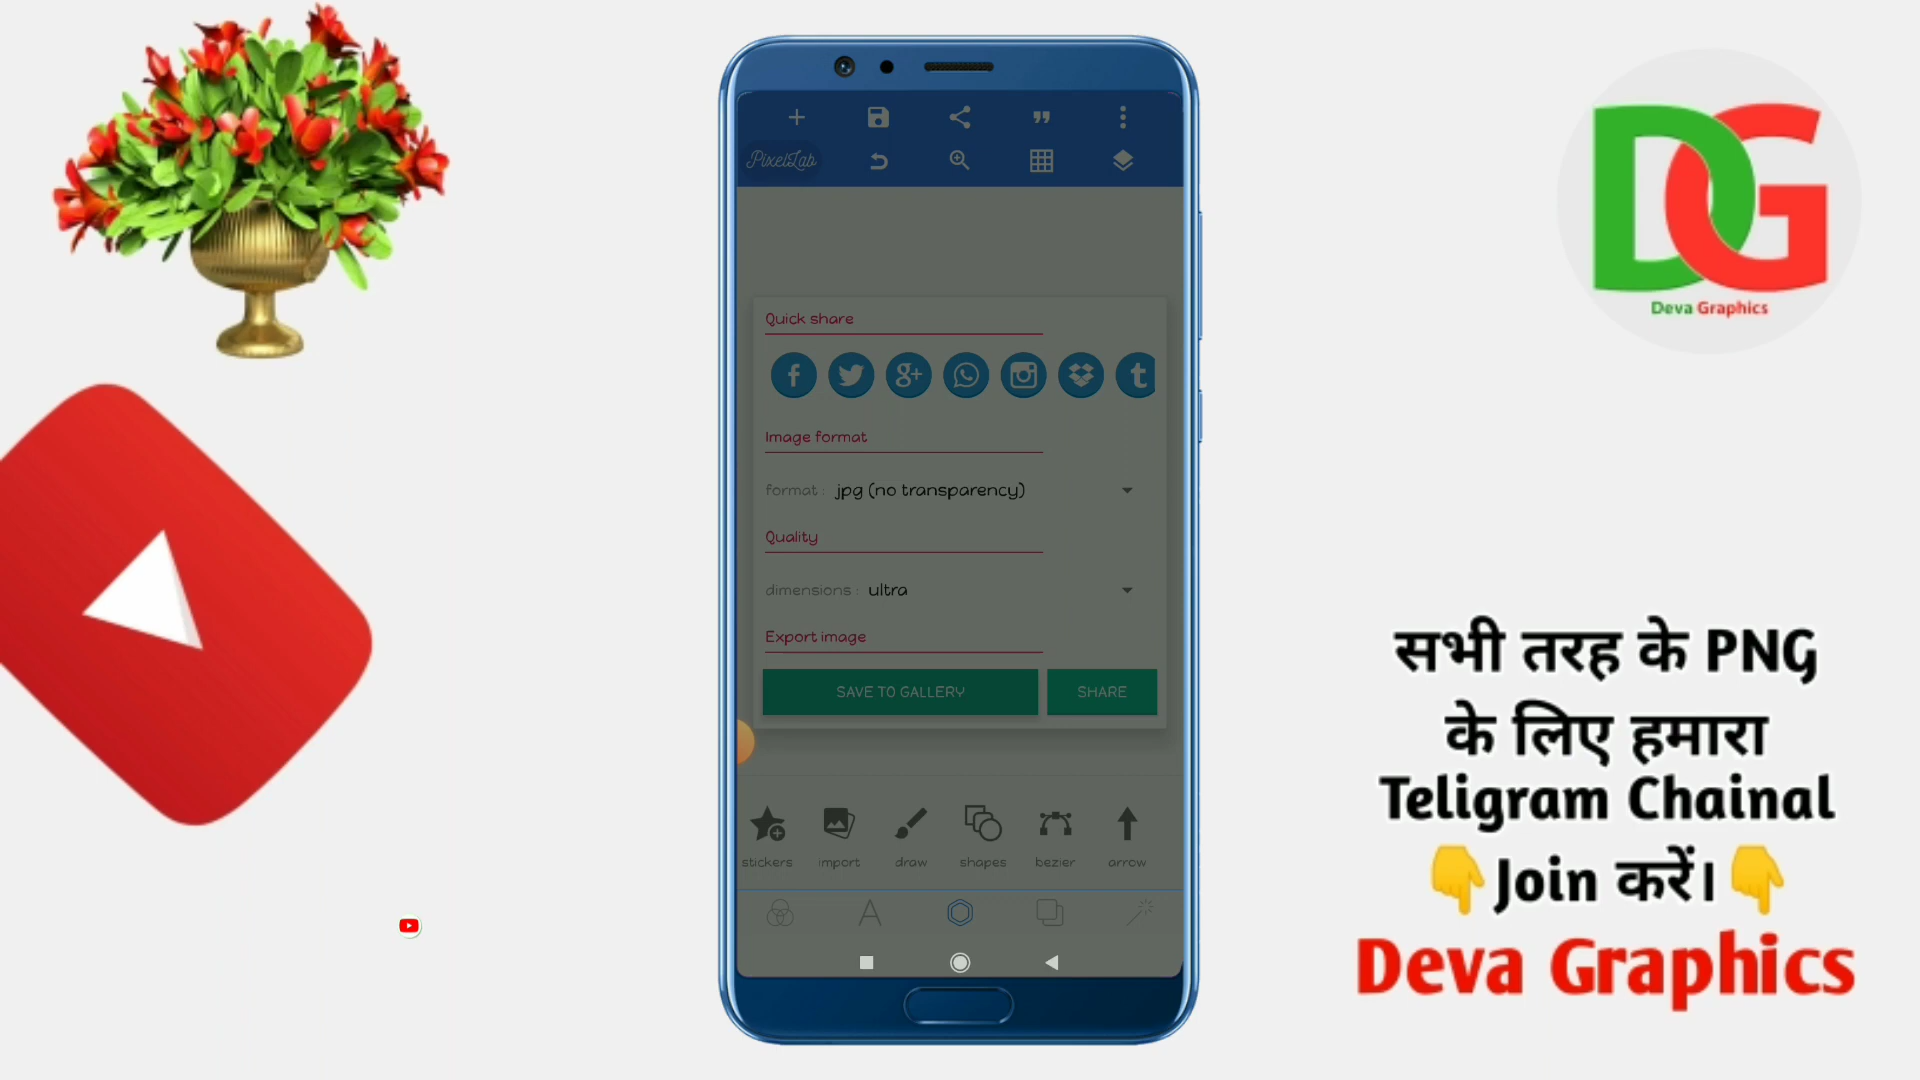 PixelLab
Quick share
Image format
format : jpg (no transparency)
Quality
dimensions : ultra
Export image
SAVE TO GALLERY SHARE
stickers import draw shapes bezier arrow
DG
Deva Graphics
सभी तरह के PNG
के लिए हमारा
Teligram Chainal
👇Join करें।👇
Deva Graphics